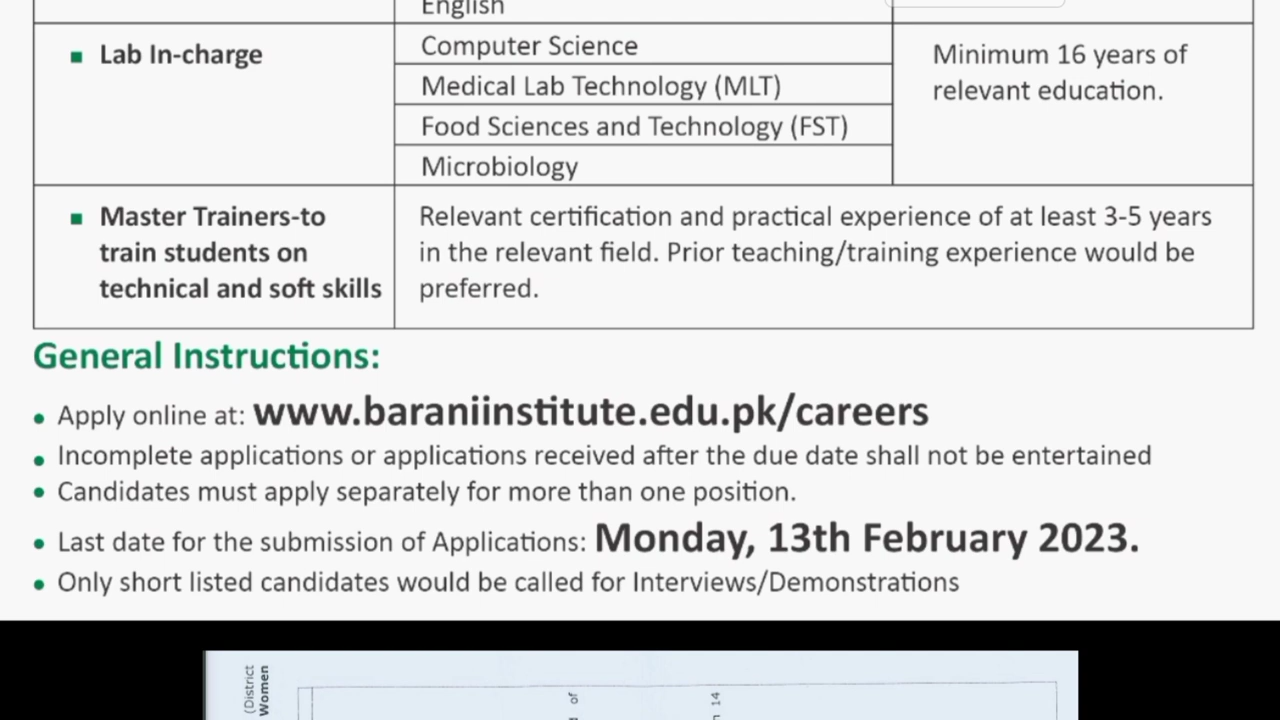 English
Lab In-charge
Computer Science
Medical Lab Technology (MLT)
Food Sciences and Technology (FST)
Microbiology
Minimum 16 years of
relevant education.
Master Trainers-to
train students on
technical and soft skills
Relevant certification and practical experience of at least 3-5 years
in the relevant field. Prior teaching/training experience would be
preferred.
General Instructions:
Apply online at: www.baraniinstitute.edu.pk/careers
Incomplete applications or applications received after the due date shall not be entertained
Candidates must apply separately for more than one position.
Last date for the submission of Applications: Monday, 13th February 2023.
Only short listed candidates would be called for Interviews/Demonstrations
(District
Women
of
14